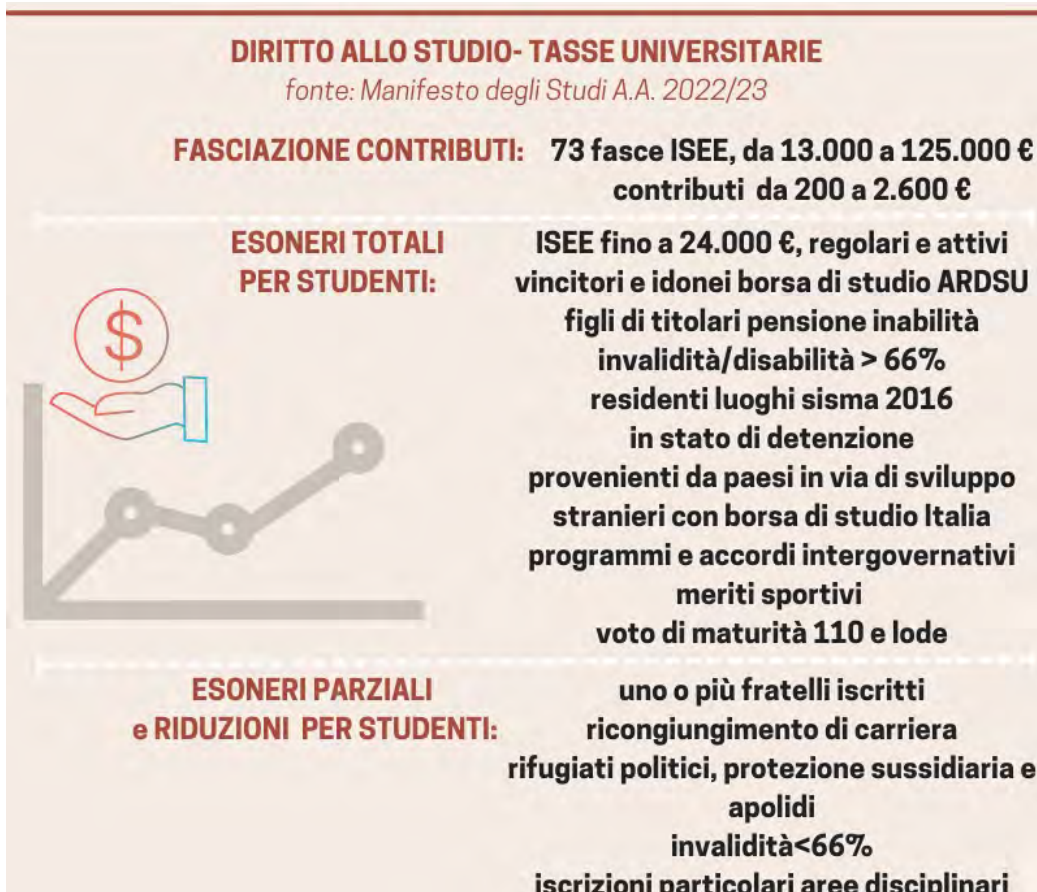 DIRITTO ALLO STUDIO- TASSE UNIVERSITARIE
fonte: Manifesto degli Studi A.A. 2022/23
FASCIAZIONE CONTRIBUTI: 73 fasce ISEE, da 13.000 a 125.000 €
contributi da 200 a 2.600 €
ESONERI TOTALI
PER STUDENTI:
ISEE fino a 24.000 €, regolari e attivi
vincitori e idonei borsa di studio ARDSU
figli di titolari pensione inabilità
invalidità/disabilità > 66%
residenti luoghi sisma 2016
in stato di detenzione
provenienti da paesi in via di sviluppo
stranieri con borsa di studio Italia
programmi e accordi intergovernativi
meriti sportivi
voto di maturità 110 e lode
$
ESONERI PARZIALI
e RIDUZIONI PER STUDENTI:
uno o più fratelli iscritti
ricongiungimento di carriera
rifugiati politici, protezione sussidiaria e
apolidi
invalidità<66%
iscrizioni particolari aree disciplinari